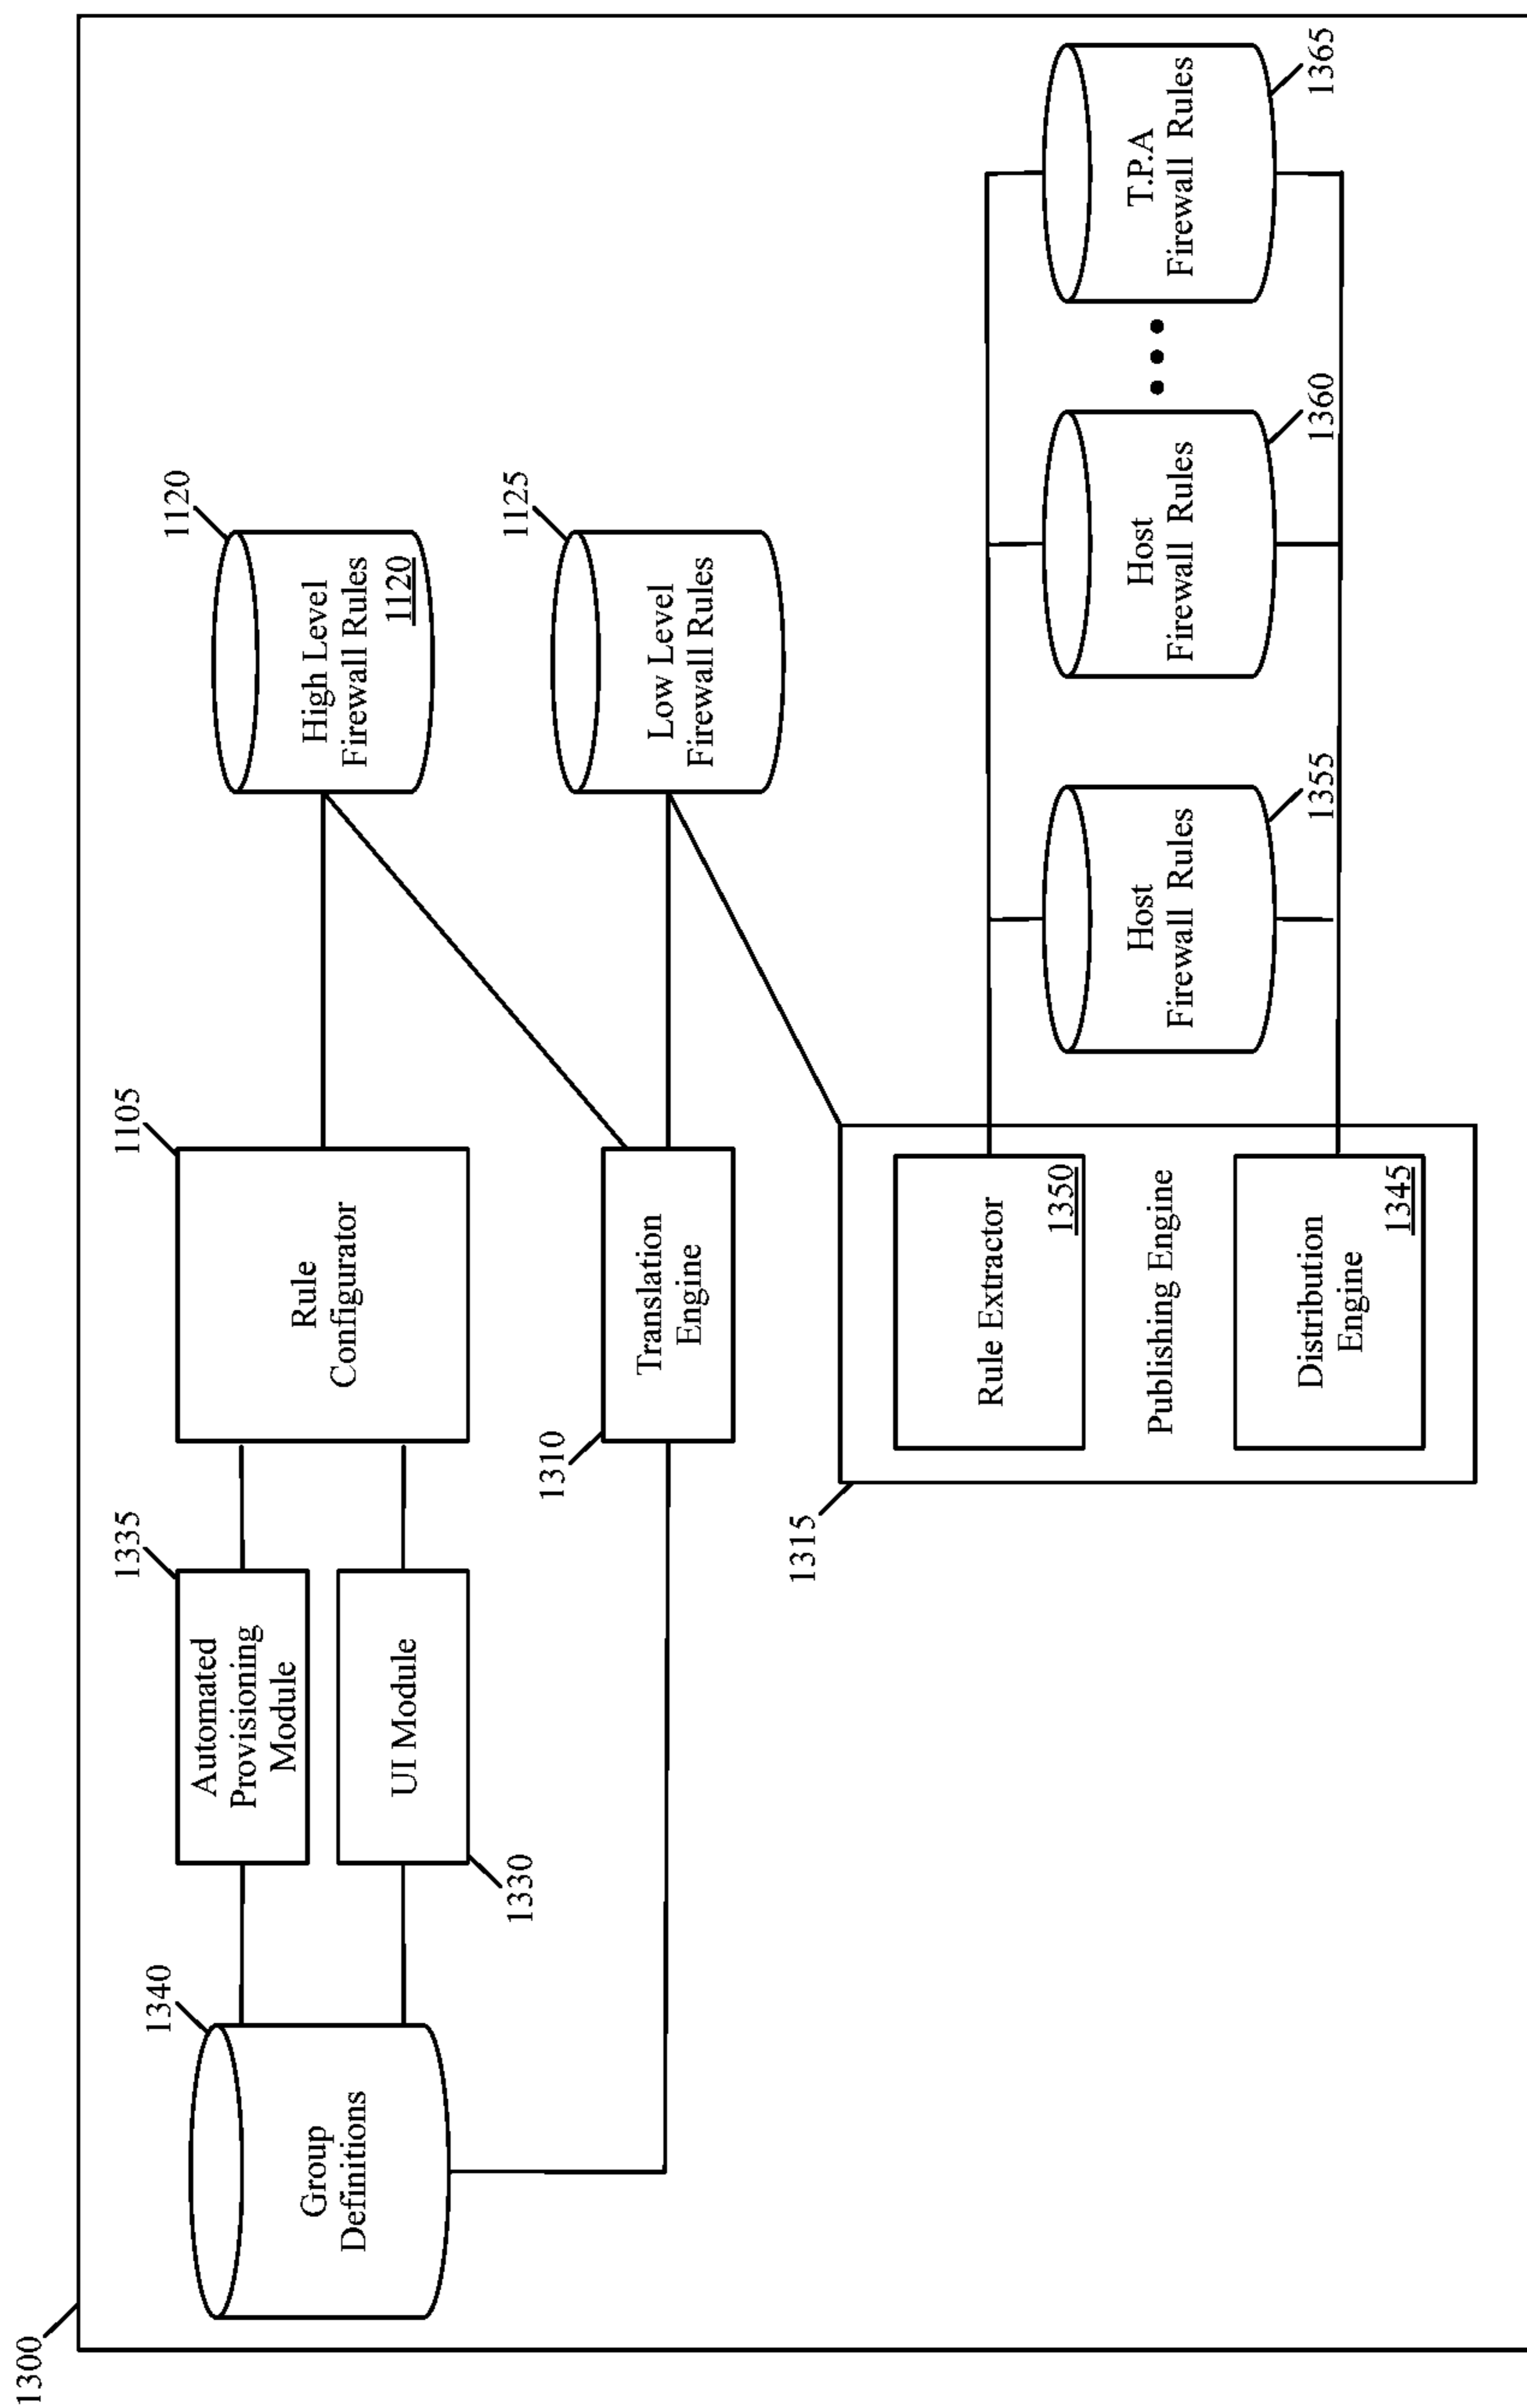 1300
1340
Group
Definitions
1335
Automated
Provisioning
Module
UI Module
1330
1105
Rule
Configurator
1120
High Level
Firewall Rules
1120
1310
Translation
Engine
1125
Low Level
Firewall Rules
1315
Rule Extractor
1350
Publishing Engine
Distribution
Engine
1345
Host
Firewall Rules
1355
Host
Firewall Rules
1360
T.P.A
Firewall Rules
1365